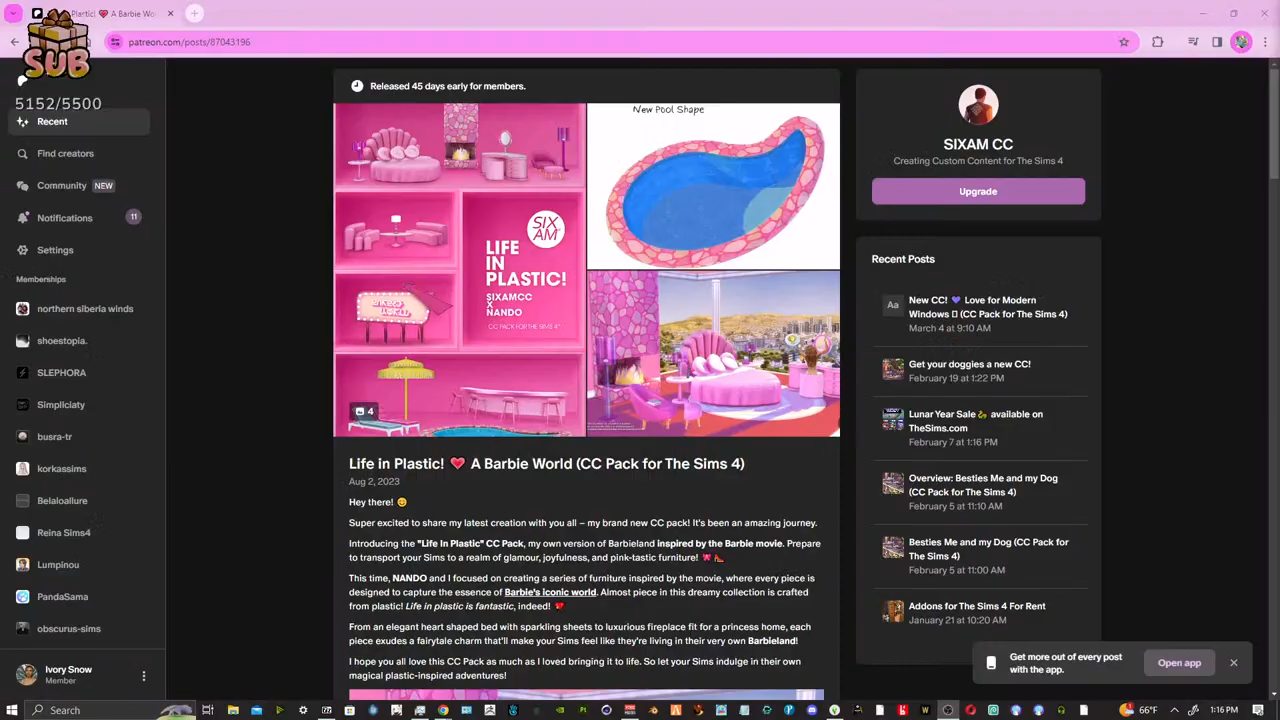 Plastic! ❤️ A Barbie Wo
patreon.com/posts/87043196
SUB
5152/5500
Recent
Find creators
Community NEW
Notifications 11
Settings
Memberships
northern siberia winds
shoestopia.
SLEPHORA
Simpliciaty
busra-tr
korkassims
Belaloallure
Reina Sims4
Lumpinou
PandaSama
obscurus-sims
Ivory Snow
Member
Released 45 days early for members.
New Pool Shape
SIX
AM
LIFE
IN
PLASTIC!
SIXAMCC
X
NANDO
CC PACK FOR THE SIMS 4
4
Life in Plastic! ❤️ A Barbie World (CC Pack for The Sims 4)
Aug 2, 2023
Hey there! 😊
Super excited to share my latest creation with you all – my brand new CC pack! It's been an amazing journey.
Introducing the "Life In Plastic" CC Pack, my own version of Barbieland inspired by the Barbie movie. Prepare
to transport your Sims to a realm of glamour, joyfulness, and pink-tastic furniture! 🎀👠
This time, NANDO and I focused on creating a series of furniture inspired by the movie, where every piece is
designed to capture the essence of Barbie's iconic world. Almost piece in this dreamy collection is crafted
from plastic! Life in plastic is fantastic, indeed! 💃
From an elegant heart shaped bed with sparkling sheets to luxurious fireplace fit for a princess home, each
piece exudes a fairytale charm that'll make your Sims feel like they're living in their very own Barbieland!
I hope you all love this CC Pack as much as I loved bringing it to life. So let your Sims indulge in their own
magical plastic-inspired adventures!
SIXAM CC
Creating Custom Content for The Sims 4
Upgrade
Recent Posts
Aa
New CC! 💜 Love for Modern
Windows (CC Pack for The Sims 4)
March 4 at 9:10 AM
Get your doggies a new CC!
February 19 at 1:22 PM
Lunar Year Sale🐉 available on
TheSims.com
February 7 at 1:16 PM
Overview: Besties Me and my Dog
(CC Pack for The Sims 4)
February 5 at 11:10 AM
Besties Me and my Dog (CC Pack for
The Sims 4)
February 5 at 11:00 AM
Addons for The Sims 4 For Rent
January 21 at 10:20 AM
Get more out of every post
with the app.
Open app
Search
66°F
1:16 PM